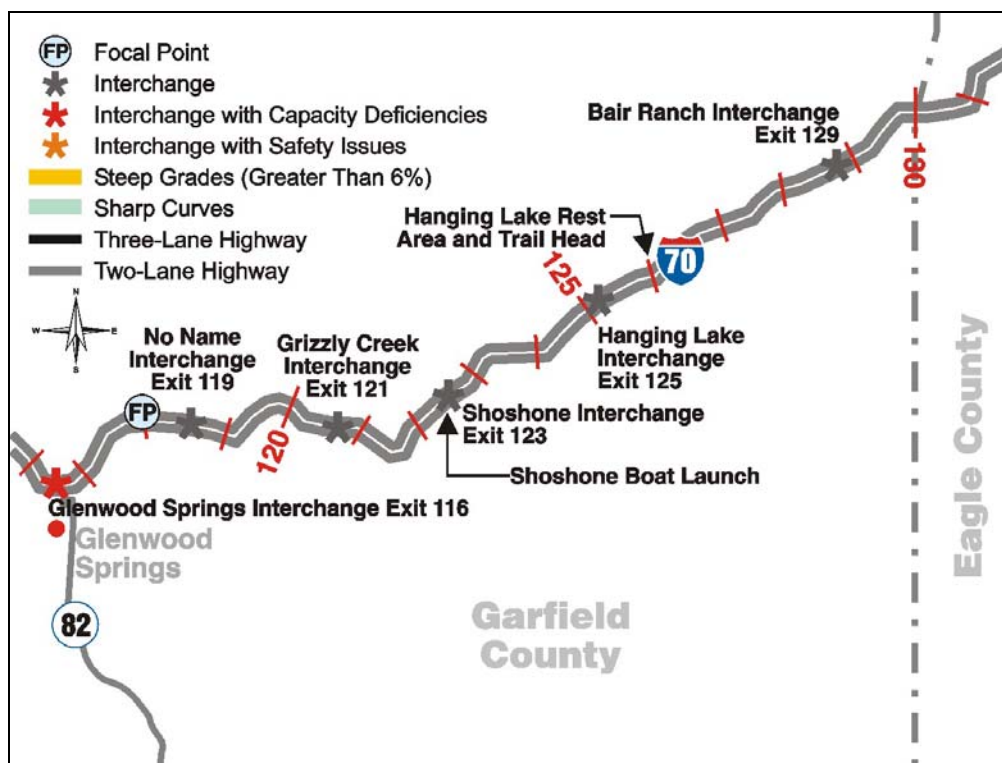 FP Focal Point
Interchange
Interchange with Capacity Deficiencies
Interchange with Safety Issues
Steep Grades (Greater Than 6%)
Sharp Curves
Three-Lane Highway
Two-Lane Highway
N
W E
S
Bair Ranch Interchange
Exit 129
130
Hanging Lake Rest
Area and Trail Head
70
125
Hanging Lake
Interchange
Exit 125
No Name
Interchange
Exit 119
Grizzly Creek
Interchange
Exit 121
FP
120
Shoshone Interchange
Exit 123
Shoshone Boat Launch
Glenwood Springs Interchange Exit 116
Glenwood
Springs
82
Garfield
County
Eagle County